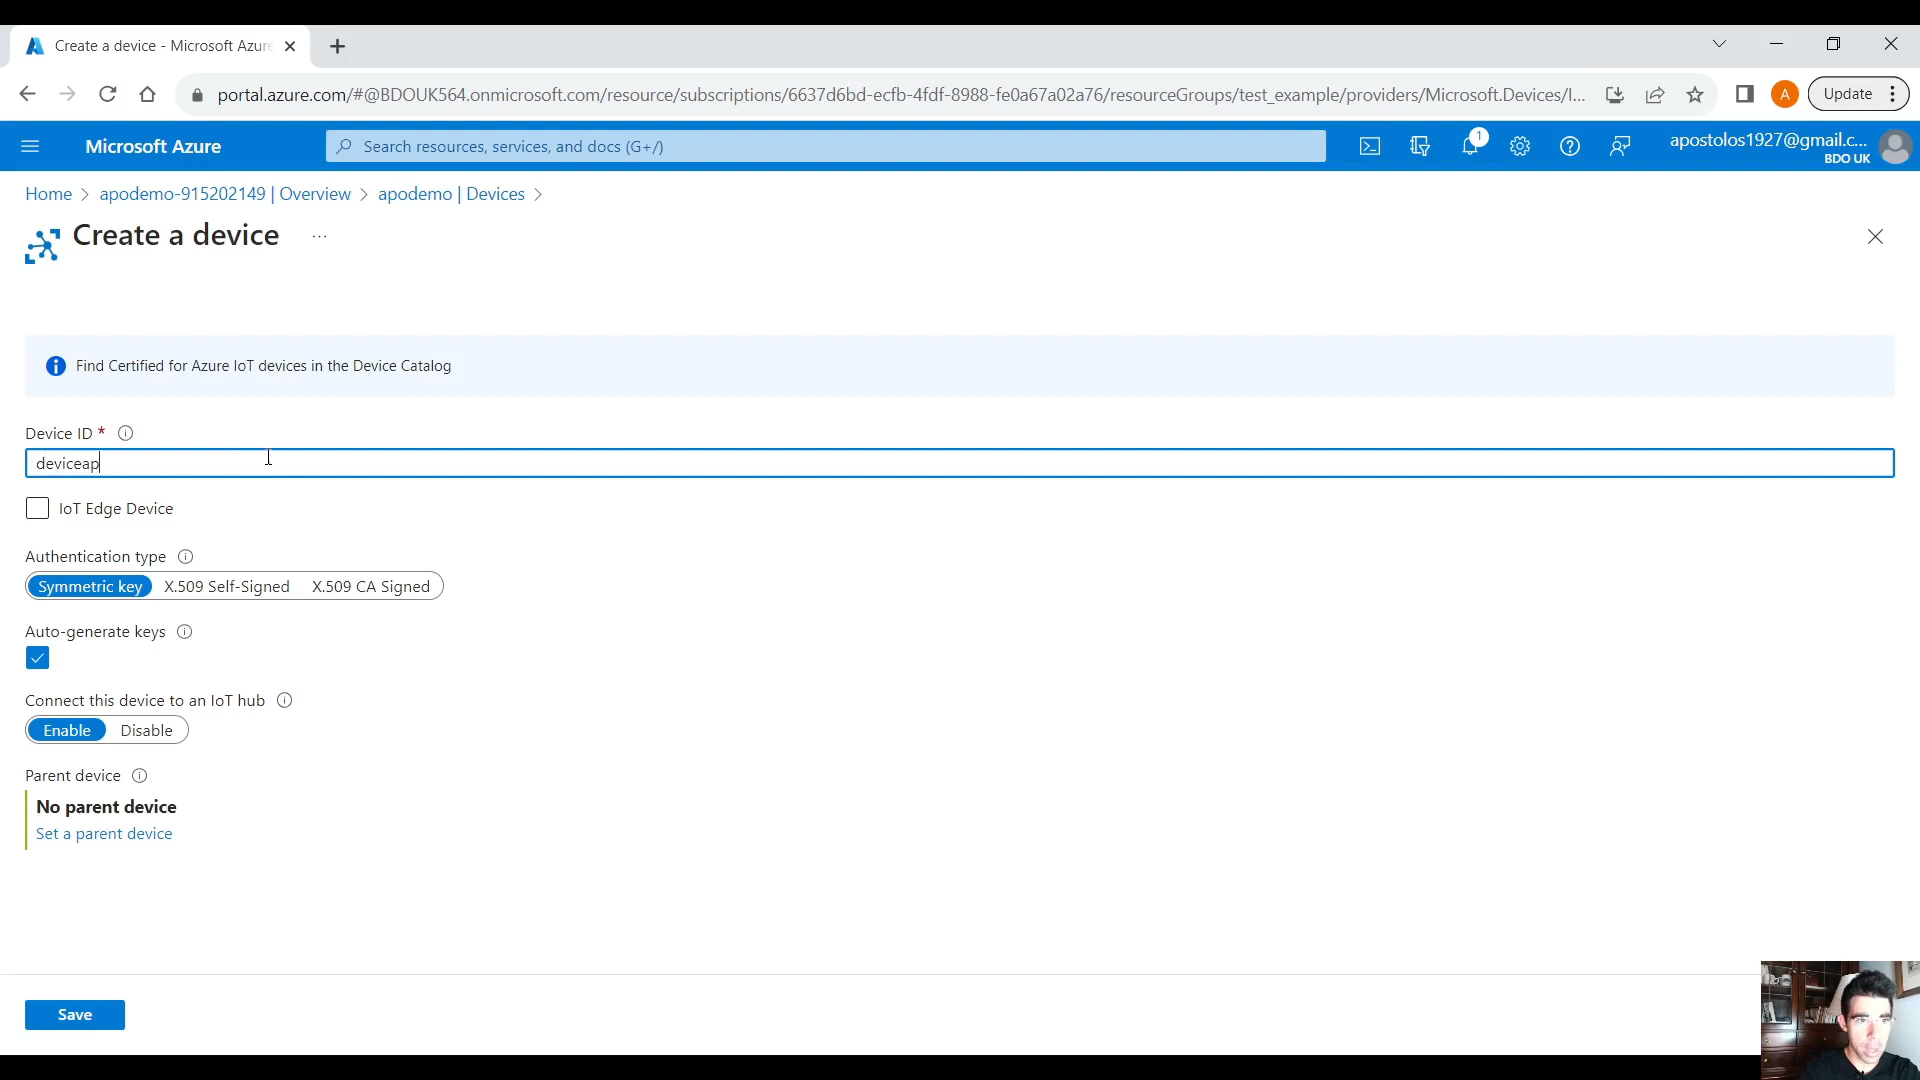 Create a device - Microsoft Azure
portal.azure.com/#@BDOUK564.onmicrosoft.com/resource/subscriptions/6637d6bd-ecfb-4fdf-8988-fe0a67a02a76/resourceGroups/test_example/providers/Microsoft.Devices/I...
A
Update
Microsoft Azure
Search resources, services, and docs (G+/)
1
apostolos1927@gmail.c...
BDO UK
Home > apodemo-915202149 | Overview > apodemo | Devices >
Create a device ...
Find Certified for Azure IoT devices in the Device Catalog
Device ID *
deviceap
IoT Edge Device
Authentication type
Symmetric key X.509 Self-Signed X.509 CA Signed
Auto-generate keys
Connect this device to an IoT hub
Enable Disable
Parent device
No parent device
Set a parent device
Save